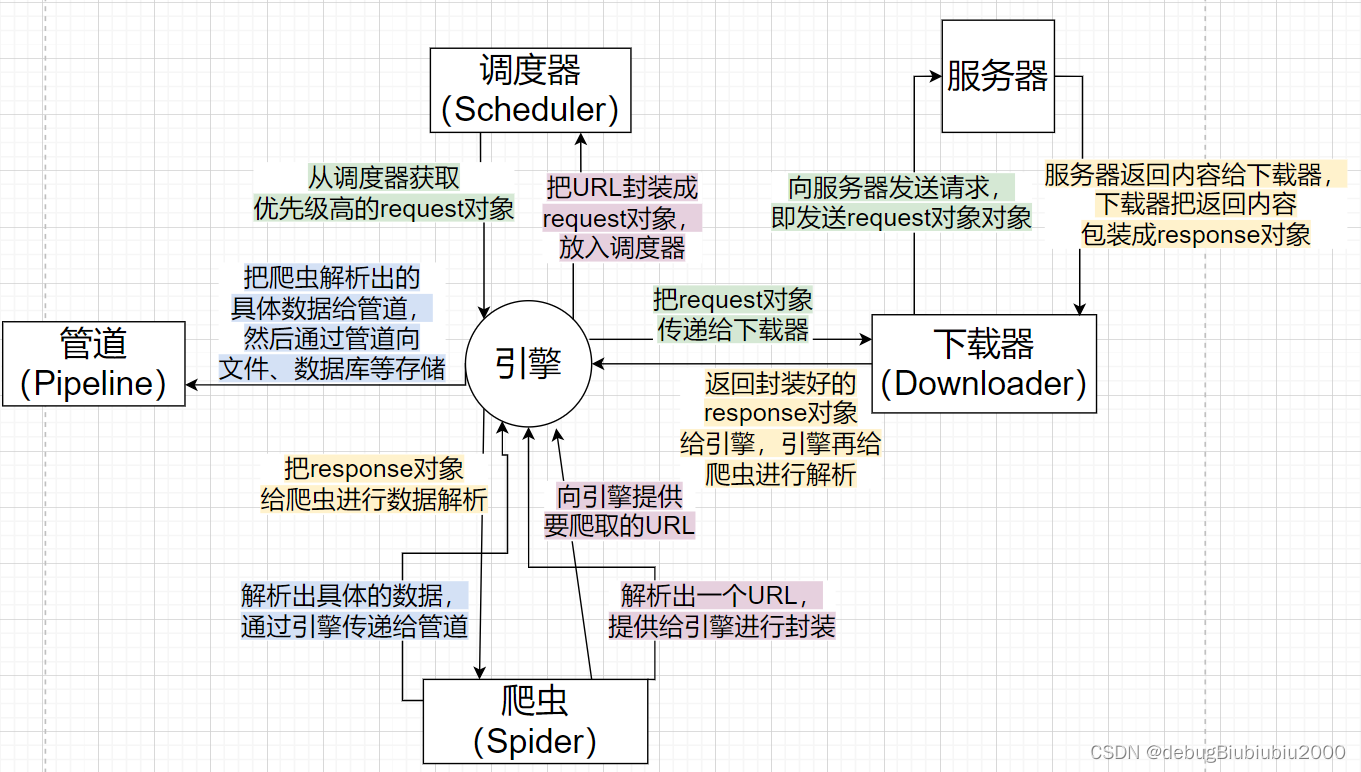 调度器
（Scheduler）
服务器
从调度器获取
优先级高的request对象
把URL封装成
request对象，
放入调度器
向服务器发送请求，
即发送request对象对象
服务器返回内容给下载器，
下载器把返回内容
包装成response对象
把爬虫解析出的
具体数据给管道，
然后通过管道向
文件、数据库等存储
把request对象
传递给下载器
管道
（Pipeline）
引擎
下载器
（Downloader）
返回封装好的
response对象
给引擎，引擎再给
爬虫进行解析
把response对象
给爬虫进行数据解析
向引擎提供
要爬取的URL
解析出具体的数据，
通过引擎传递给管道
解析出一个URL，
提供给引擎进行封装
爬虫
（Spider）
CSDN @debugBiubiubiu2000